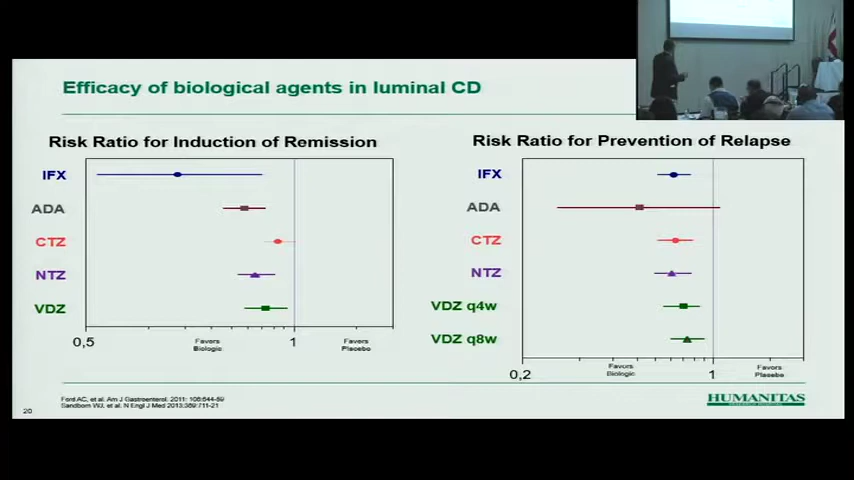 Efficacy of biological agents in luminal CD
Risk Ratio for Induction of Remission
IFX
ADA
CTZ
NTZ
VDZ
0,5
Favors
Biologic
1
Favors
Placebo
Risk Ratio for Prevention of Relapse
IFX
ADA
CTZ
NTZ
VDZ q4w
VDZ q8w
0,2
Favors
Biologic
1
Favors
Placebo
Ford AC, et al. Am J Gastroenterol. 2011; 106:644-59
Sandborn WJ, et al. N Engl J Med 2013;369:711-21
HUMANITAS
20